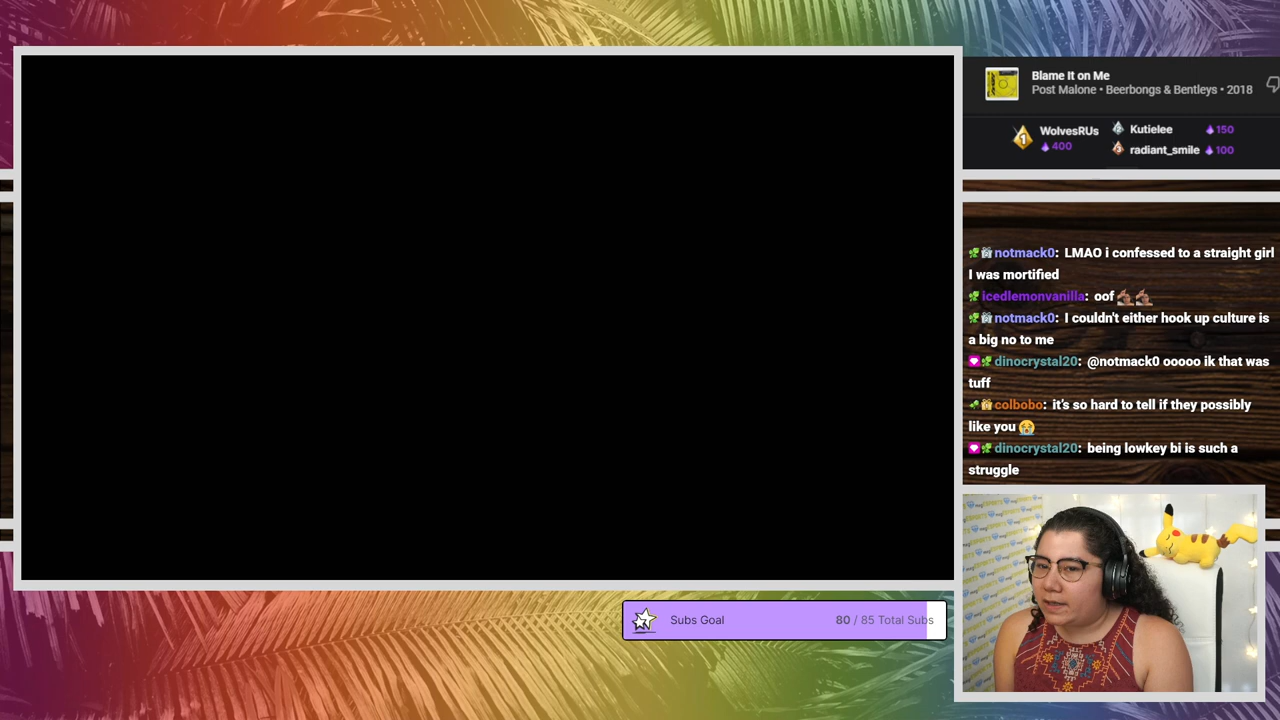 Blame It on Me
Post Malone • Beerbongs & Bentleys • 2018
1
WolvesRUs
400
Kutielee
150
radiant_smile
100
notmack0: LMAO i confessed to a straight girl
I was mortified
icedlemonvanilla: oof
notmack0: I couldn't either hook up culture is
a big no to me
dinocrystal20: @notmack0 ooooo ik that was
tuff
colbobo: it's so hard to tell if they possibly
like you
dinocrystal20: being lowkey bi is such a
struggle
Subs Goal
80 / 85 Total Subs